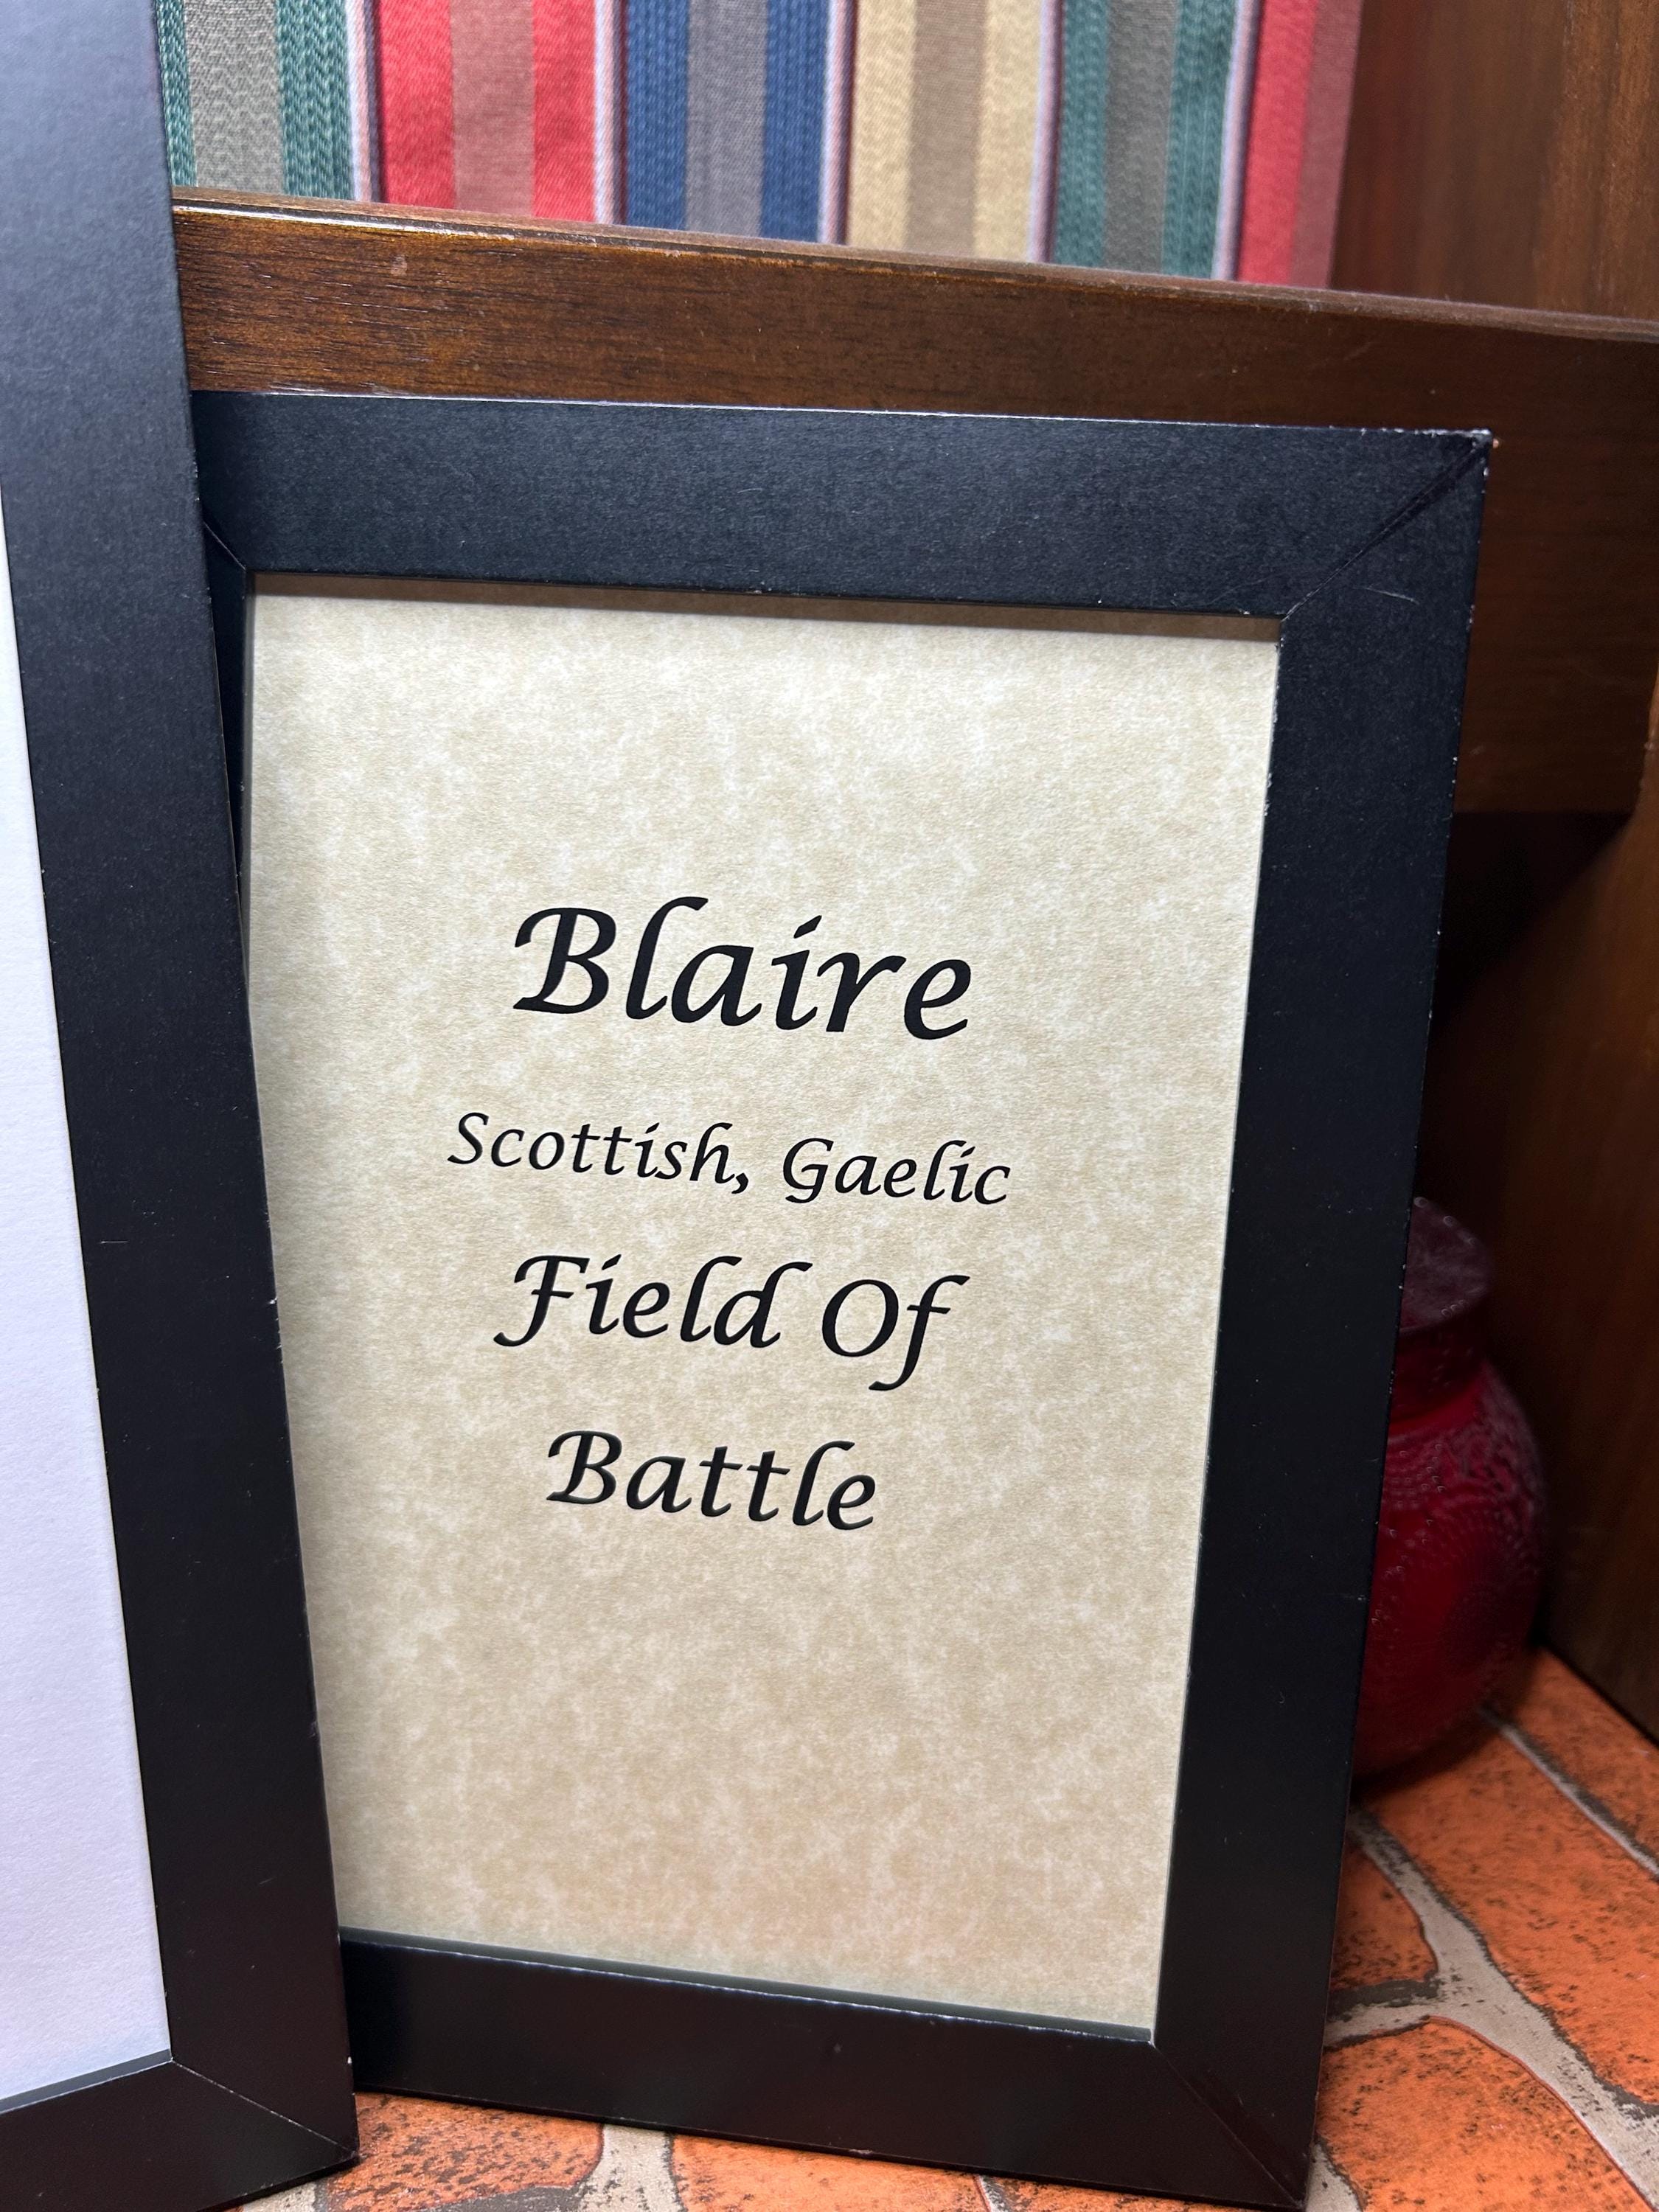 Blaire
Scottish, Gaelic
Field Of
Battle